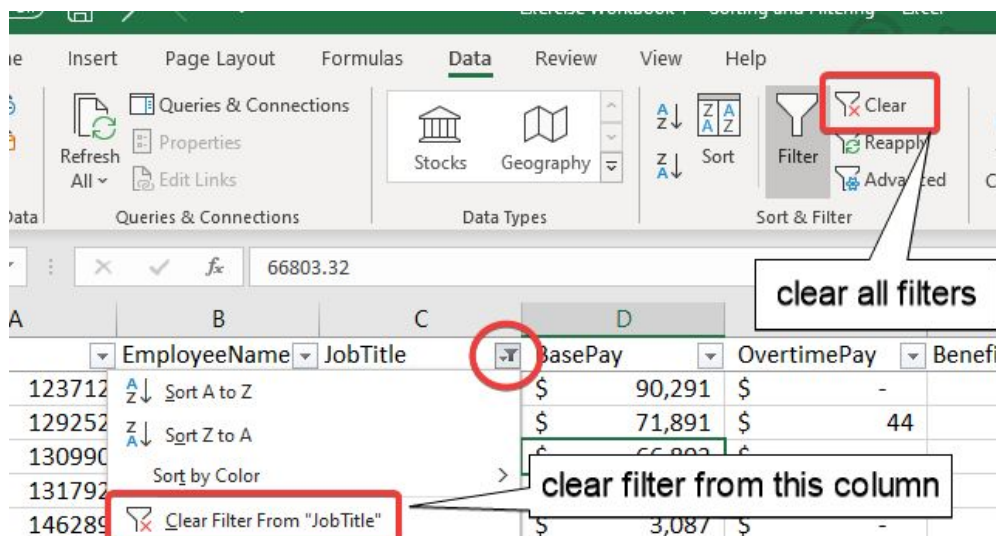 Exercise Workbook 1 - Sorting and Filtering - Excel
Insert Page Layout Formulas Data Review View Help
Queries & Connections
Properties
Edit Links
Refresh
All
Stocks Geography
Sort
Filter
Clear
Reapply
Advanced
Data Queries & Connections Data Types Sort & Filter
fx 66803.32
clear all filters
A B C D
EmployeeName JobTitle BasePay OvertimePay Benefi
123712 Sort A to Z $ 90,291 $ -
129252 Sort Z to A $ 71,891 $ 44
130990
131792 Sort by Color
clear filter from this column
146289 Clear Filter From "JobTitle" $ 3,087 $ -